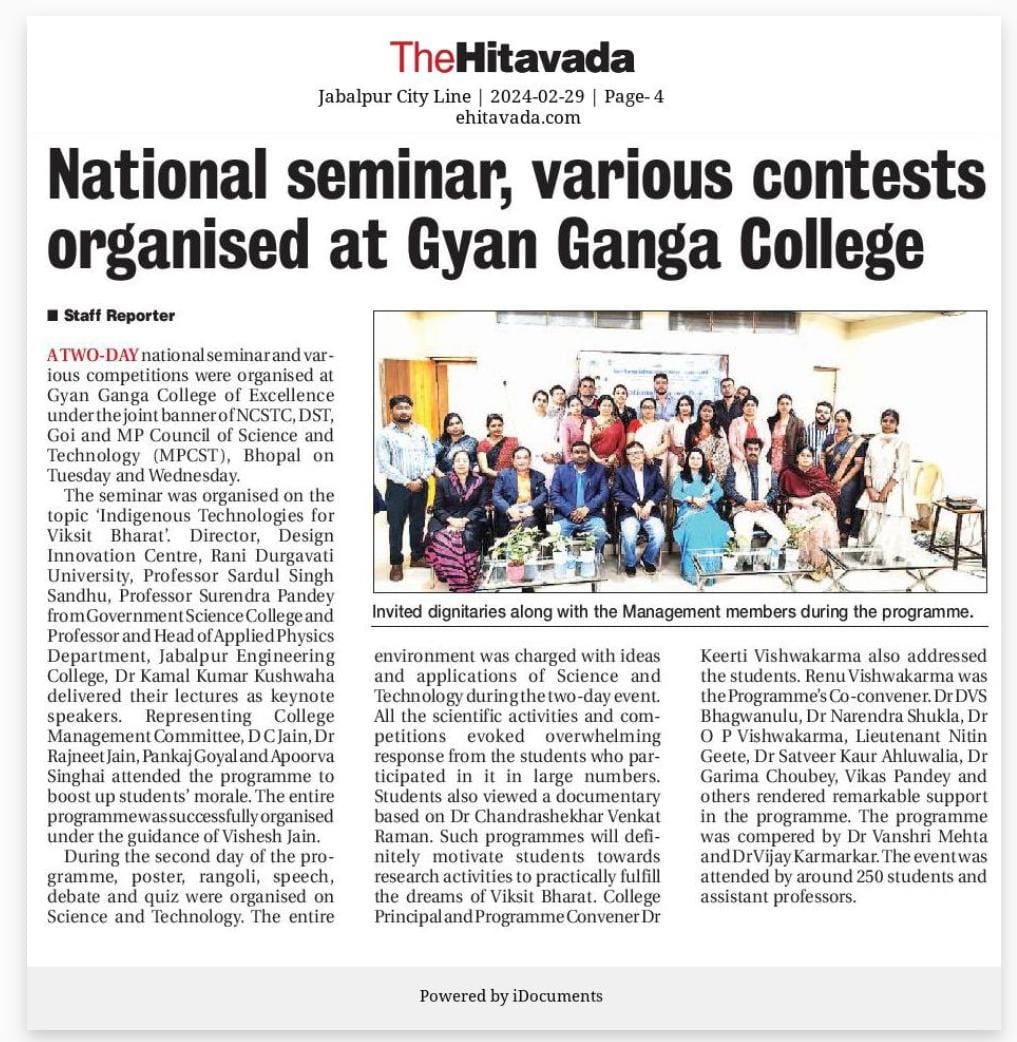 TheHitavada
Jabalpur City Line | 2024-02-29 | Page- 4
ehitavada.com
National seminar, various contests
organised at Gyan Ganga College
■ Staff Reporter
A TWO-DAY national seminar and var-
ious competitions were organised at
Gyan Ganga College of Excellence
under the joint banner of NCSTC, DST,
Goi and MP Council of Science and
Technology (MPCST), Bhopal on
Tuesday and Wednesday.
The seminar was organised on the
topic ‘Indigenous Technologies for
Viksit Bharat’. Director, Design
Innovation Centre, Rani Durgavati
University, Professor Sardul Singh
Sandhu, Professor Surendra Pandey
from Government Science College and
Professor and Head of Applied Physics
Department, Jabalpur Engineering
College, Dr Kamal Kumar Kushwaha
delivered their lectures as keynote
speakers. Representing College
Management Committee, D C Jain, Dr
Rajneet Jain, Pankaj Goyal and Apoorva
Singhai attended the programme to
boost up students’ morale. The entire
programme was successfully organised
under the guidance of Vishesh Jain.
During the second day of the pro-
gramme, poster, rangoli, speech,
debate and quiz were organised on
Science and Technology. The entire
Invited dignitaries along with the Management members during the programme.
environment was charged with ideas
and applications of Science and
Technology during the two-day event.
All the scientific activities and com-
petitions evoked overwhelming
response from the students who par-
ticipated in it in large numbers.
Students also viewed a documentary
based on Dr Chandrashekhar Venkat
Raman. Such programmes will defi-
nitely motivate students towards
research activities to practically fulfill
the dreams of Viksit Bharat. College
Principal and Programme Convener Dr
Keerti Vishwakarma also addressed
the students. Renu Vishwakarma was
the Programme’s Co-convener. Dr DVS
Bhagwanulu, Dr Narendra Shukla, Dr
O P Vishwakarma, Lieutenant Nitin
Geete, Dr Satveer Kaur Ahluwalia, Dr
Garima Choubey, Vikas Pandey and
others rendered remarkable support
in the programme. The programme
was compered by Dr Vanshri Mehta
and Dr Vijay Karmarkar. The event was
attended by around 250 students and
assistant professors.
Powered by iDocuments